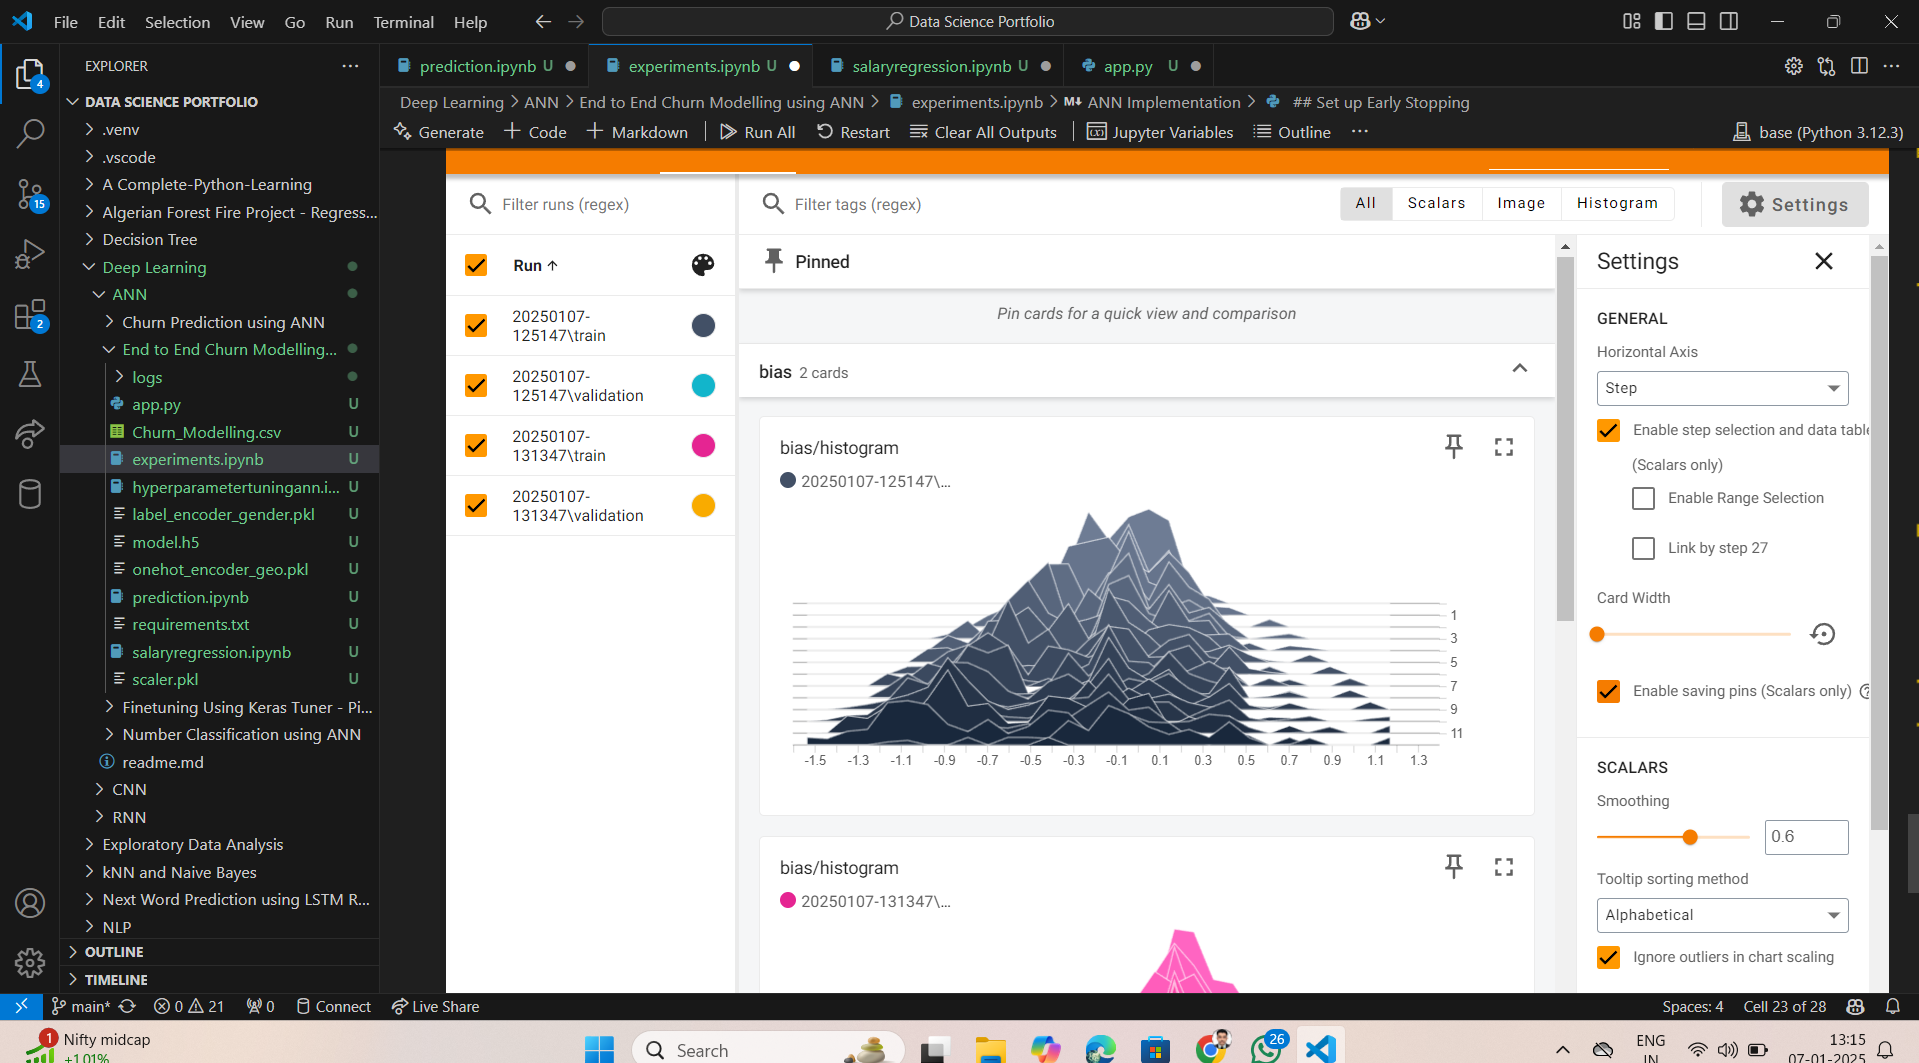 File Edit Selection View Go Run Terminal Help
Data Science Portfolio
EXPLORER
DATA SCIENCE PORTFOLIO
.venv
.vscode
A Complete-Python-Learning
Algerian Forest Fire Project - Regress...
Decision Tree
Deep Learning
ANN
Churn Prediction using ANN
End to End Churn Modelling...
logs
app.py U
Churn_Modelling.csv U
experiments.ipynb U
hyperparametertuningann.i... U
label_encoder_gender.pkl U
model.h5 U
onehot_encoder_geo.pkl U
prediction.ipynb U
requirements.txt U
salaryregression.ipynb U
scaler.pkl U
Finetuning Using Keras Tuner - Pi...
Number Classification using ANN
readme.md
CNN
RNN
Exploratory Data Analysis
kNN and Naive Bayes
Next Word Prediction using LSTM R...
NLP
OUTLINE
TIMELINE
4
15
2
prediction.ipynb U
experiments.ipynb U
salaryregression.ipynb U
app.py U
Deep Learning > ANN > End to End Churn Modelling using ANN > experiments.ipynb > M↓ ANN Implementation > ## Set up Early Stopping
Generate + Code + Markdown Run All Restart Clear All Outputs Jupyter Variables Outline ... base (Python 3.12.3)
Filter runs (regex)
Run ↑
20250107-
125147\train
20250107-
125147\validation
20250107-
131347\train
20250107-
131347\validation
Filter tags (regex)
All Scalars Image Histogram
Settings
Pinned
Pin cards for a quick view and comparison
bias 2 cards
bias/histogram
20250107-125147\...
1
3
5
7
9
11
-1.5 -1.3 -1.1 -0.9 -0.7 -0.5 -0.3 -0.1 0.1 0.3 0.5 0.7 0.9 1.1 1.3
bias/histogram
20250107-131347\...
Settings
GENERAL
Horizontal Axis
Step
Enable step selection and data table
(Scalars only)
Enable Range Selection
Link by step 27
Card Width
Enable saving pins (Scalars only)
SCALARS
Smoothing
0.6
Tooltip sorting method
Alphabetical
Ignore outliers in chart scaling
main* 0 21 0 Connect Live Share
Spaces: 4 Cell 23 of 28
1
Nifty midcap
+1.01%
Search
26
ENG
IN
13:15
07-01-2025